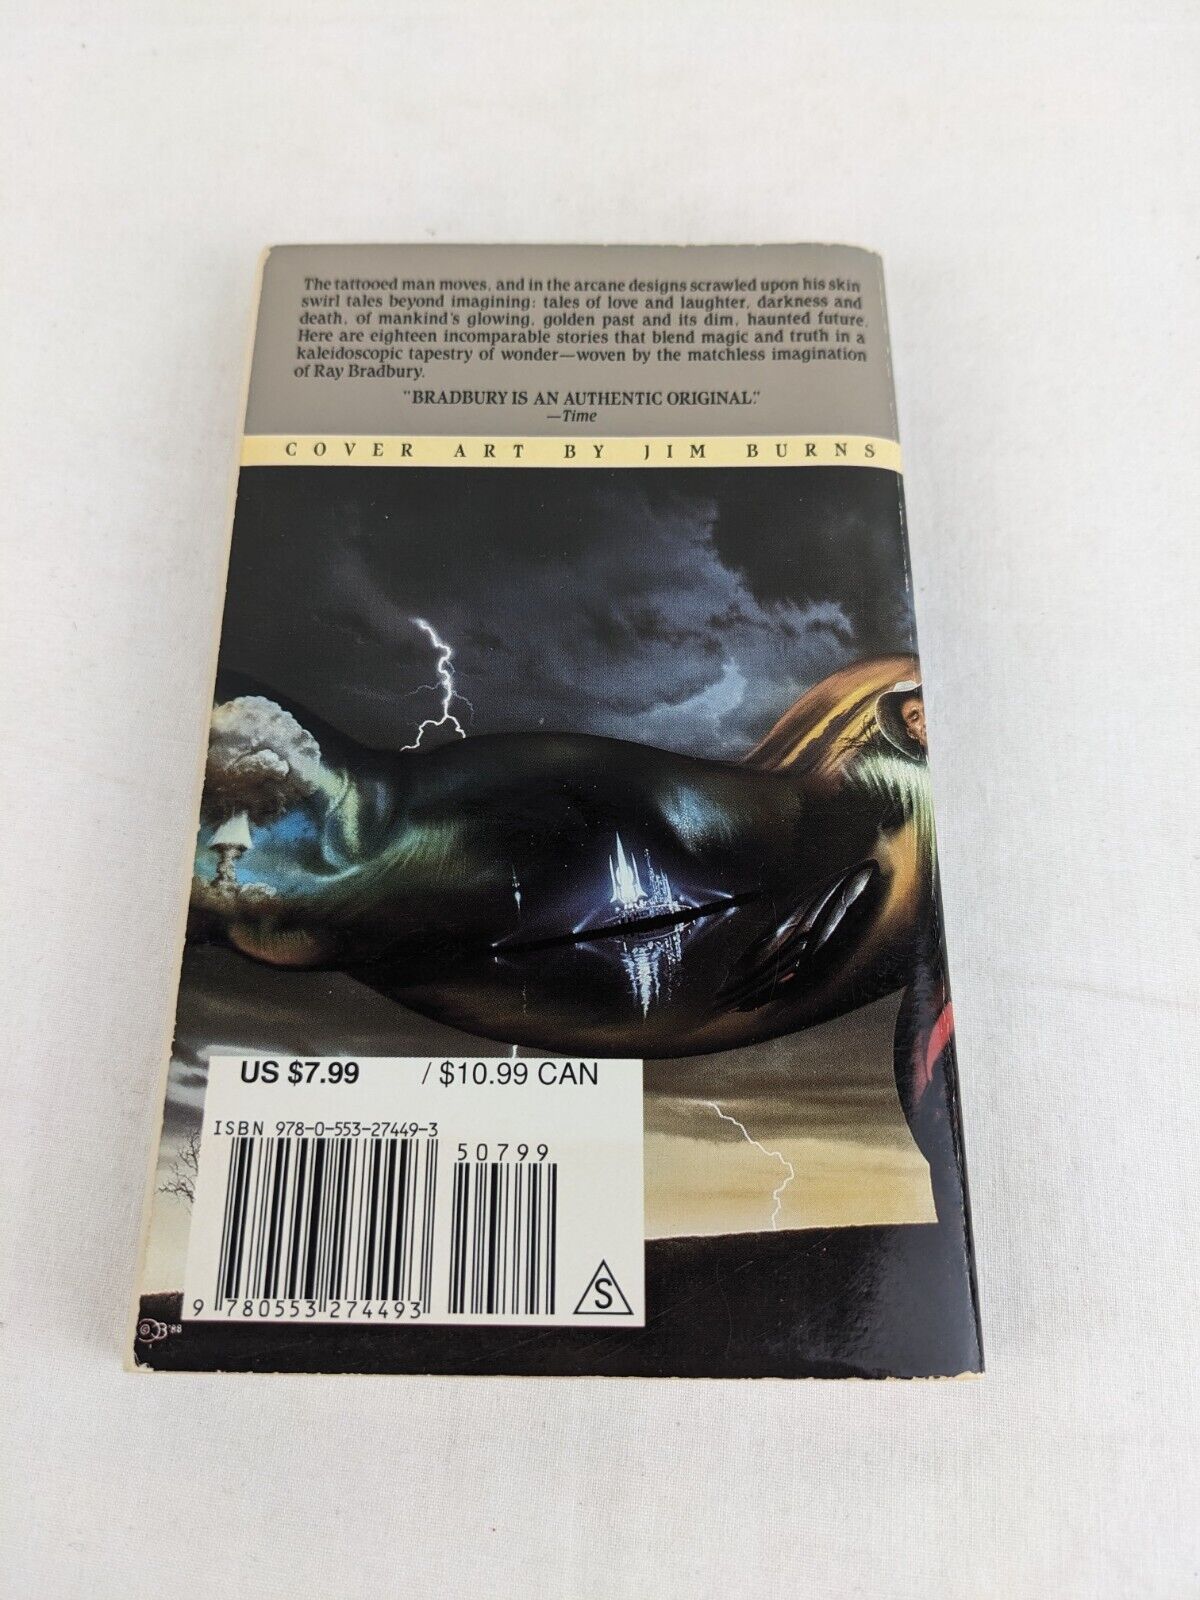 The tattooed man moves, and in the arcane designs scrawled upon his skin
swirl tales beyond imagining: tales of love and laughter, darkness and
death, of mankind's glowing, golden past and its dim, haunted future.
Here are eighteen incomparable stories that blend magic and truth in a
kaleidoscopic tapestry of wonder—woven by the matchless imagination
of Ray Bradbury.
"BRADBURY IS AN AUTHENTIC ORIGINAL."
—Time
COVER ART BY JIM BURNS
US $7.99 / $10.99 CAN
ISBN 978-0-553-27449-3
50799
9 780553 274493
S
'88